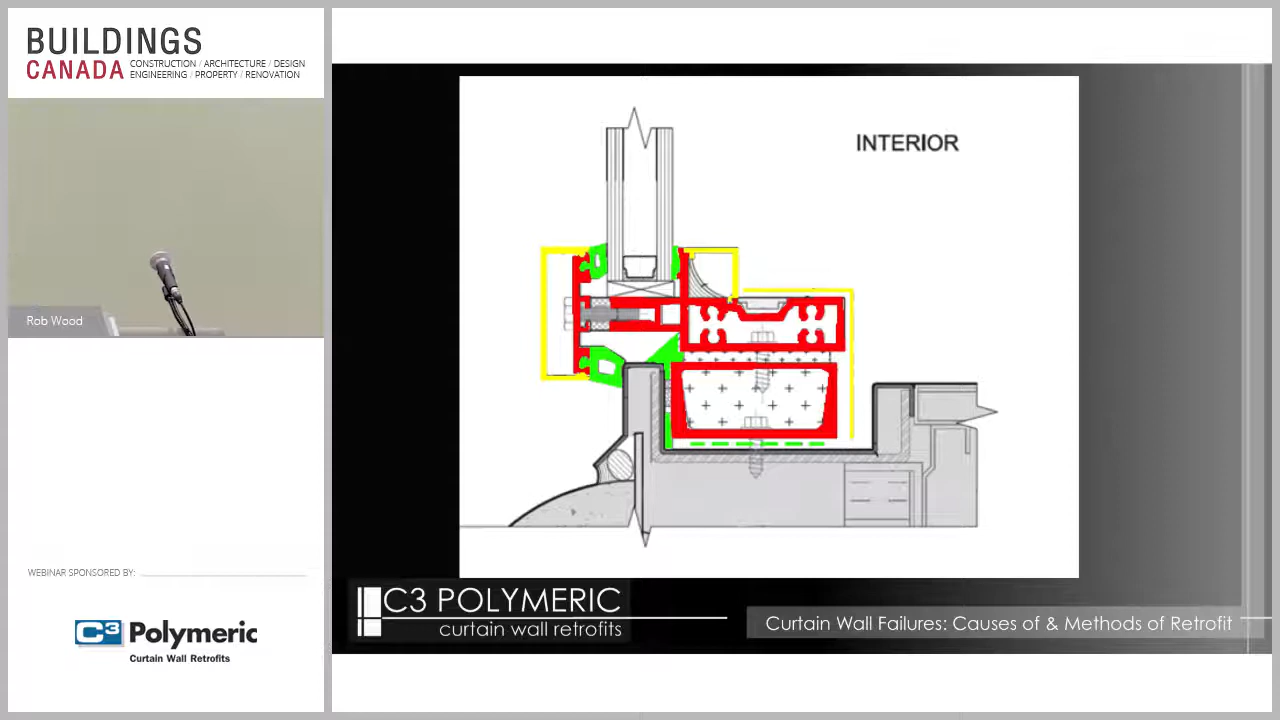 BUILDINGS
CANADA CONSTRUCTION / ARCHITECTURE / DESIGN
ENGINEERING / PROPERTY / RENOVATION
Rob Wood
WEBINAR SPONSORED BY:
C3 Polymeric
Curtain Wall Retrofits
INTERIOR
C3 POLYMERIC
curtain wall retrofits
Curtain Wall Failures: Causes of & Methods of Retrofit